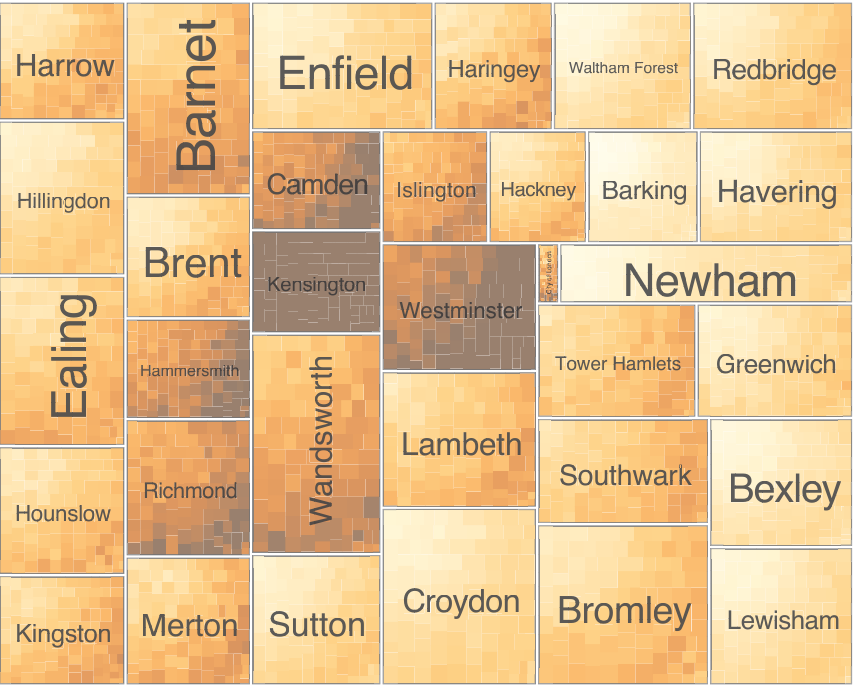 Harrow
Barnet
Enfield
Haringey
Waltham Forest
Redbridge
Hillingdon
Camden
Islington
Hackney
Barking
Havering
Brent
Kensington
Westminster
Newham
Ealing
Hammersmith
Wandsworth
Tower Hamlets
Greenwich
Richmond
Lambeth
Southwark
Bexley
Hounslow
Kingston
Merton
Sutton
Croydon
Bromley
Lewisham